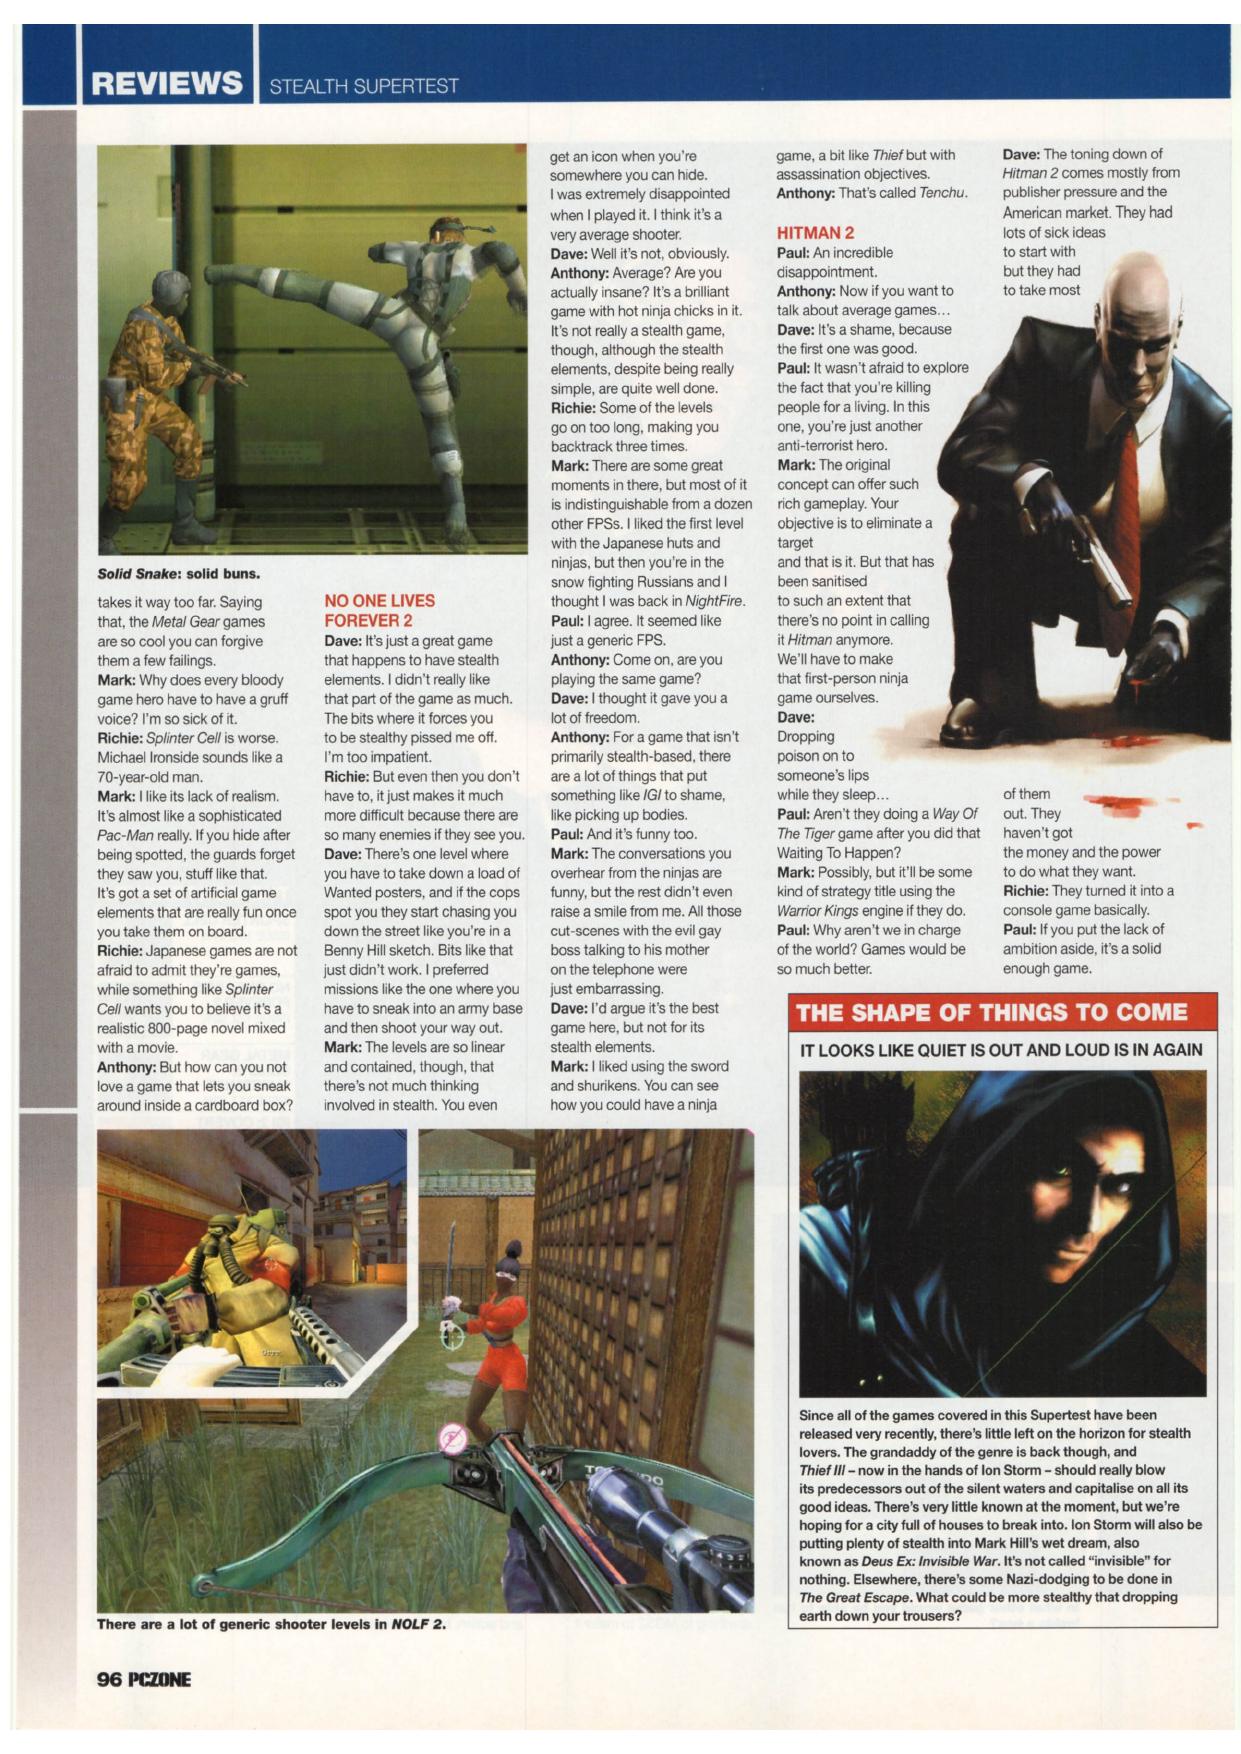 REVIEWS
STEALTH SUPERTEST
Solid Snake: solid buns.
takes it way too far. Saying
that, the Metal Gear games
are so cool you can forgive
them a few failings.
Mark: Why does every bloody
game hero have to have a gruff
voice? I'm so sick of it.
Richie: Splinter Cell is worse.
Michael Ironside sounds like a
70-year-old man.
Mark: I like its lack of realism.
It's almost like a sophisticated
Pac-Man really. If you hide after
being spotted, the guards forget
they saw you, stuff like that.
It's got a set of artificial game
elements that are really fun once
you take them on board.
Richie: Japanese games are not
afraid to admit they're games,
while something like Splinter
Cell wants you to believe it's a
realistic 800-page novel mixed
with a movie.
Anthony: But how can you not
love a game that lets you sneak
around inside a cardboard box?
NO ONE LIVES
FOREVER 2
Dave: It's just a great game
that happens to have stealth
elements. I didn't really like
that part of the game as much.
The bits where it forces you
to be stealthy pissed me off.
I'm too impatient.
Richie: But even then you don't
have to, it just makes it much
more difficult because there are
so many enemies if they see you.
Dave: There's one level where
you have to take down a load of
Wanted posters, and if the cops
spot you they start chasing you
down the street like you're in a
Benny Hill sketch. Bits like that
just didn't work. I preferred
missions like the one where you
have to sneak into an army base
and then shoot your way out.
Mark: The levels are so linear
and contained, though, that
there's not much thinking
involved in stealth. You even
get an icon when you're
somewhere you can hide.
I was extremely disappointed
when I played it. I think it's a
very average shooter.
Dave: Well it's not, obviously.
Anthony: Average? Are you
actually insane? It's a brilliant
game with hot ninja chicks in it.
It's not really a stealth game,
though, although the stealth
elements, despite being really
simple, are quite well done.
Richie: Some of the levels
go on too long, making you
backtrack three times.
Mark: There are some great
moments in there, but most of it
is indistinguishable from a dozen
other FPSs. I liked the first level
with the Japanese huts and
ninjas, but then you're in the
snow fighting Russians and I
thought I was back in NightFire.
Paul: I agree. It seemed like
just a generic FPS.
Anthony: Come on, are you
playing the same game?
Dave: I thought it gave you a
lot of freedom.
Anthony: For a game that isn't
primarily stealth-based, there
are a lot of things that put
something like IGI to shame,
like picking up bodies.
Paul: And it's funny too.
Mark: The conversations you
overhear from the ninjas are
funny, but the rest didn't even
raise a smile from me. All those
cut-scenes with the evil gay
boss talking to his mother
on the telephone were
just embarrassing.
Dave: I'd argue it's the best
game here, but not for its
stealth elements.
Mark: I liked using the sword
and shurikens. You can see
how you could have a ninja
game, a bit like Thief but with
assassination objectives.
Anthony: That's called Tenchu.
HITMAN 2
Paul: An incredible
disappointment.
Anthony: Now if you want to
talk about average games...
Dave: It's a shame, because
the first one was good.
Paul: It wasn't afraid to explore
the fact that you're killing
people for a living. In this
one, you're just another
anti-terrorist hero.
Mark: The original
concept can offer such
rich gameplay. Your
objective is to eliminate a
target
and that is it. But that has
been sanitised
to such an extent that
there's no point in calling
it Hitman anymore.
We'll have to make
that first-person ninja
game ourselves.
Dave:
Dropping
poison on to
someone's lips
while they sleep...
Paul: Aren't they doing a Way Of
The Tiger game after you did that
Waiting To Happen?
Mark: Possibly, but it'll be some
kind of strategy title using the
Warrior Kings engine if they do.
Paul: Why aren't we in charge
of the world? Games would be
so much better.
Dave: The toning down of
Hitman 2 comes mostly from
publisher pressure and the
American market. They had
lots of sick ideas
to start with
but they had
to take most
of them
out. They
haven't got
the money and the power
to do what they want.
Richie: They turned it into a
console game basically.
Paul: If you put the lack of
ambition aside, it's a solid
enough game.
THE SHAPE OF THINGS TO COME
IT LOOKS LIKE QUIET IS OUT AND LOUD IS IN AGAIN
Since all of the games covered in this Supertest have been
released very recently, there's little left on the horizon for stealth
lovers. The grandaddy of the genre is back though, and
Thief III – now in the hands of Ion Storm – should really blow
its predecessors out of the silent waters and capitalise on all its
good ideas. There's very little known at the moment, but we're
hoping for a city full of houses to break into. Ion Storm will also be
putting plenty of stealth into Mark Hill's wet dream, also
known as Deus Ex: Invisible War. It's not called "invisible" for
nothing. Elsewhere, there's some Nazi-dodging to be done in
The Great Escape. What could be more stealthy that dropping
earth down your trousers?
There are a lot of generic shooter levels in NOLF 2.
96 PCZONE